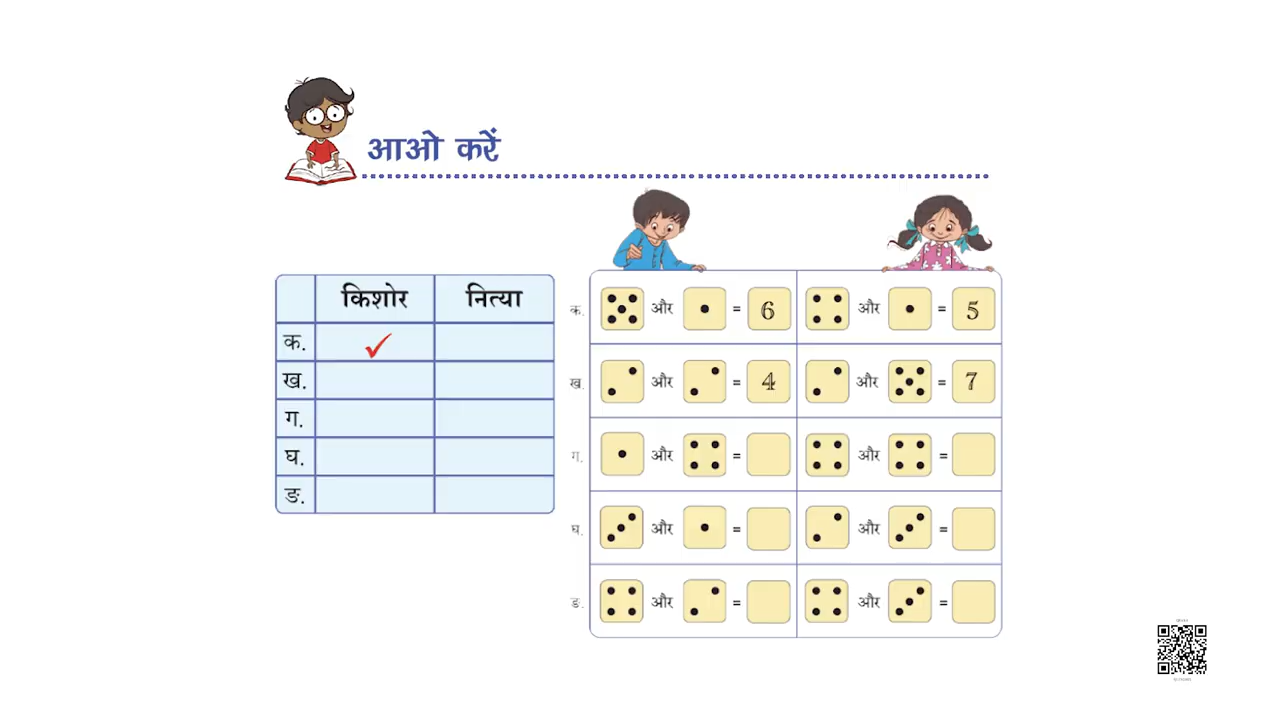 आओ करें
किशोर नित्या
क. ✓
ख.
ग.
घ.
ङ.
क. और = 6 और = 5
ख. और = 4 और = 7
ग. और = और =
घ. और = और =
ङ. और = और =